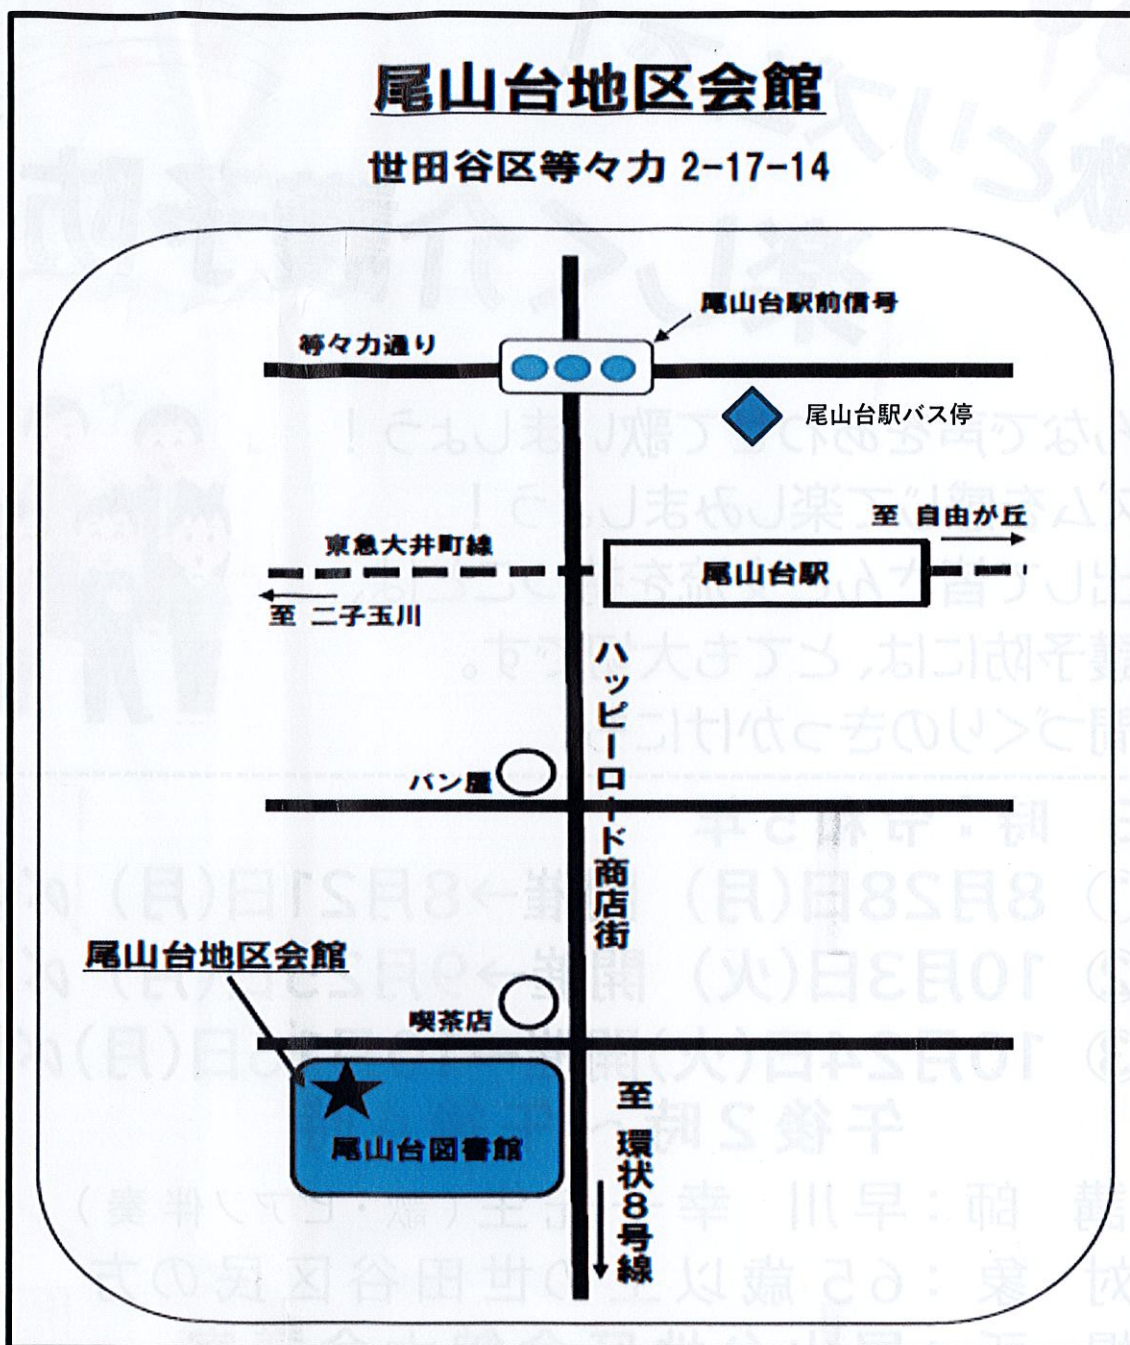 尾山台地区会館
世田谷区等々力 2-17-14
尾山台駅前信号
等々力通り
尾山台駅バス停
至 自由が丘
東急大井町線
尾山台駅
至 二子玉川
ハッピーロード商店街
パン屋
尾山台地区会館
喫茶店
尾山台図書館
至 環状8号線